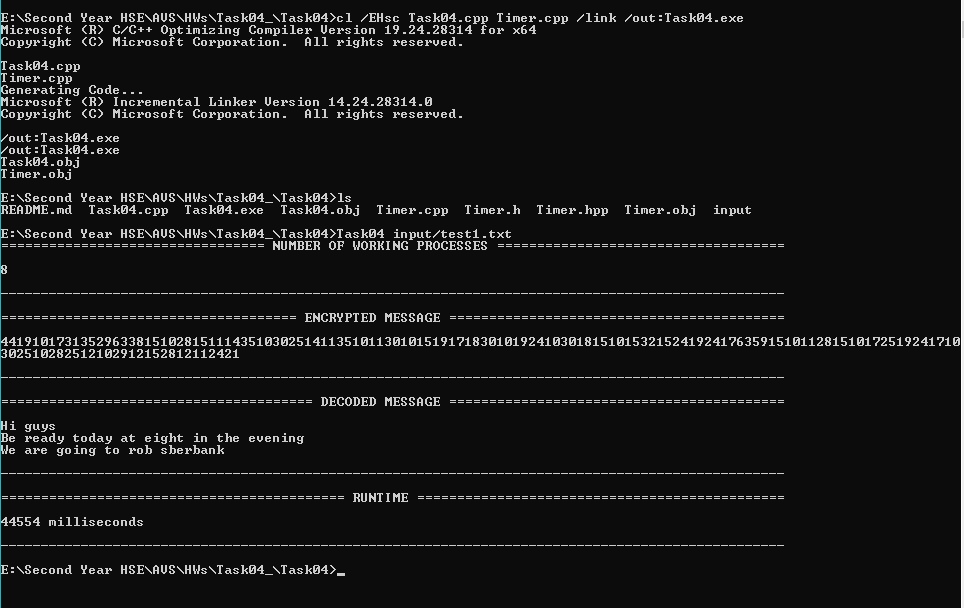 E:\Second Year HSE\AVS\HWs\Task04_\Task04>cl /EHsc Task04.cpp Timer.cpp /link /out:Task04.exe
Microsoft (R) C/C++ Optimizing Compiler Version 19.24.28314 for x64
Copyright (C) Microsoft Corporation.  All rights reserved.
Task04.cpp
Timer.cpp
Generating Code...
Microsoft (R) Incremental Linker Version 14.24.28314.0
Copyright (C) Microsoft Corporation.  All rights reserved.
/out:Task04.exe
/out:Task04.exe
Task04.obj
Timer.obj
E:\Second Year HSE\AVS\HWs\Task04_\Task04>ls
README.md  Task04.cpp  Task04.exe  Task04.obj  Timer.cpp  Timer.h  Timer.hpp  Timer.obj  input
E:\Second Year HSE\AVS\HWs\Task04_\Task04>Task04 input/test1.txt
================================= NUMBER OF WORKING PROCESSES ====================================
8
--------------------------------------------------------------------------------------------------
===================================== ENCRYPTED MESSAGE ==========================================
441910173135296338151028151114351030251411351011301015191718301019241030181510153215241924176359151011281510172519241710
302510282512102912152812112421
--------------------------------------------------------------------------------------------------
======================================= DECODED MESSAGE ==========================================
Hi guys
Be ready today at eight in the evening
We are going to rob sberbank
--------------------------------------------------------------------------------------------------
=========================================== RUNTIME ==============================================
44554 milliseconds
--------------------------------------------------------------------------------------------------
E:\Second Year HSE\AVS\HWs\Task04_\Task04>_